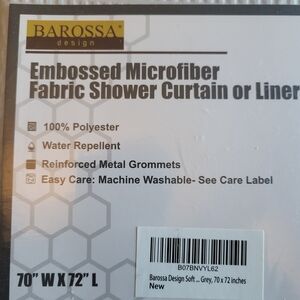 BAROSSA®
design
Embossed Microfiber
Fabric Shower Curtain or Liner
100% Polyester
Water Repellent
Reinforced Metal Grommets
Easy Care: Machine Washable- See Care Label
70" W X 72" L
B07BNVYL62
Barossa Design Soft ... Grey, 70 x 72 inches
New